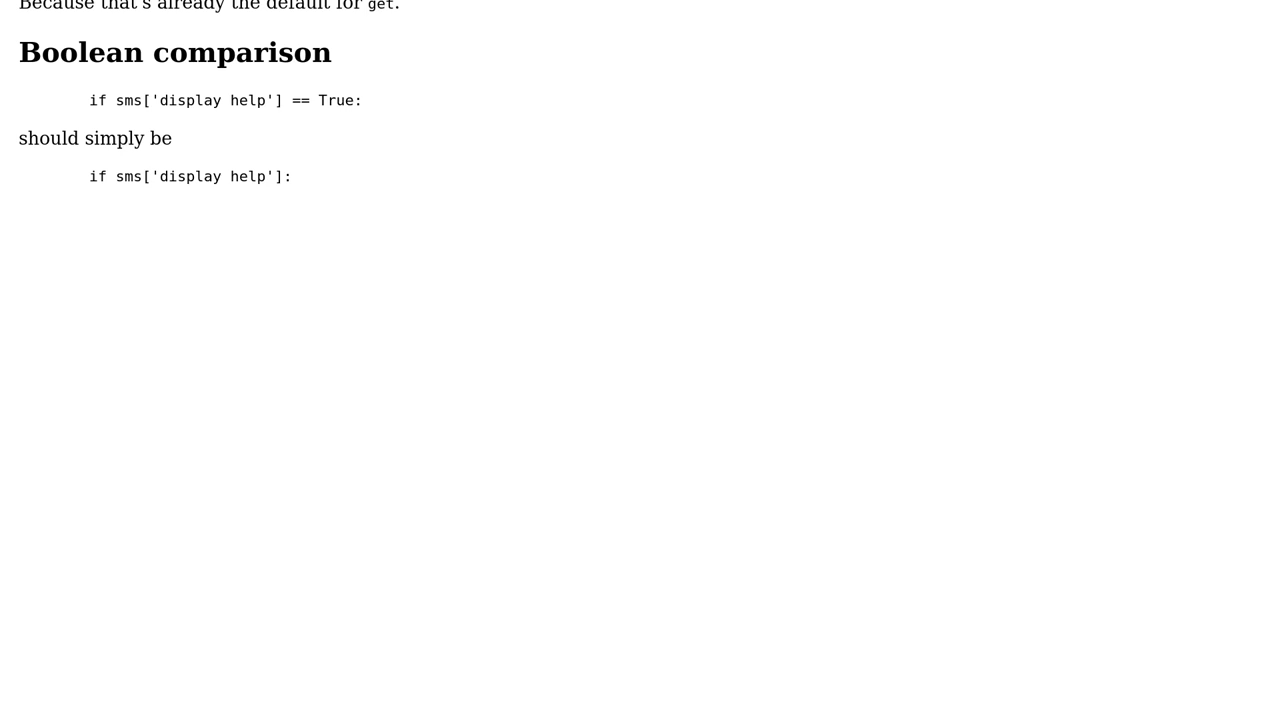 Because that's already the default for get.
Boolean comparison
if sms['display help'] == True:
should simply be
if sms['display help']: